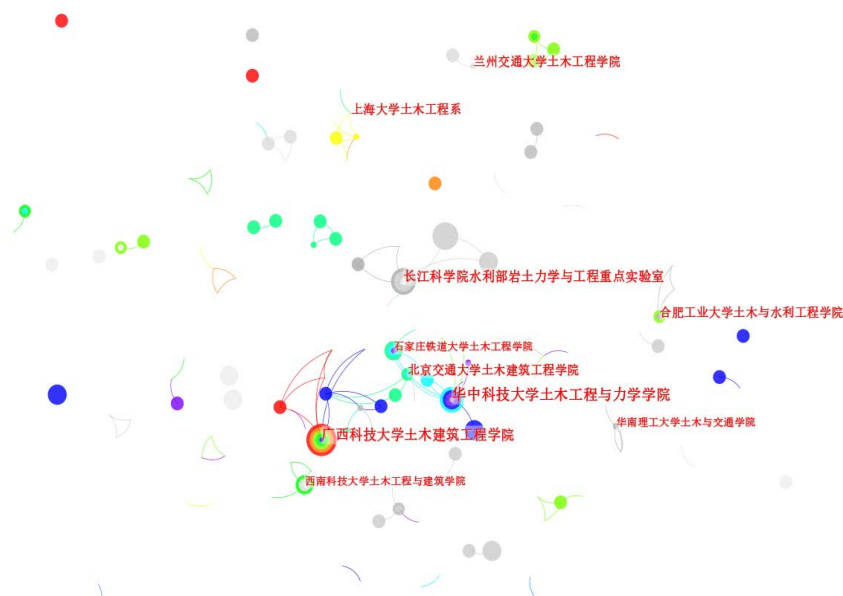 兰州交通大学土木工程学院
上海大学土木工程系
长江科学院水利部岩土力学与工程重点实验室
合肥工业大学土木与水利工程学院
石家庄铁道大学土木工程学院
北京交通大学土木建筑工程学院
华中科技大学土木工程与力学学院
华南理工大学土木与交通学院
广西科技大学土木建筑工程学院
西南科技大学土木工程与建筑学院